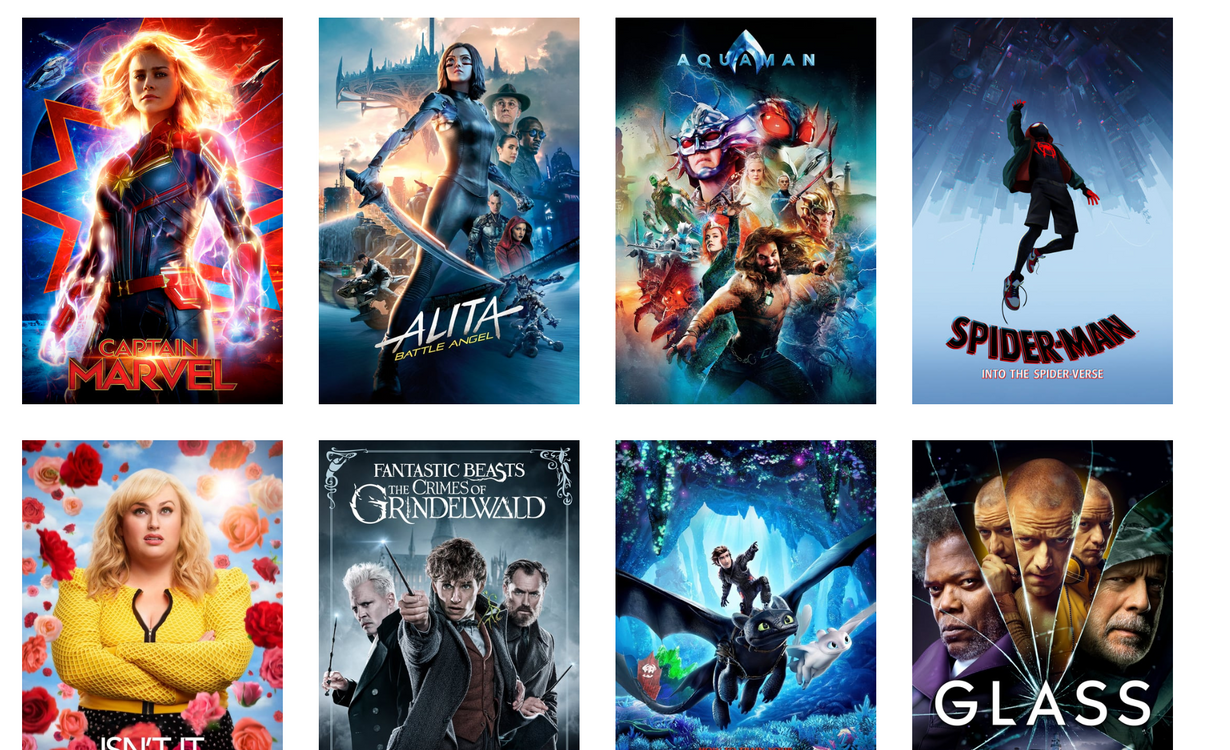 CAPTAIN
MARVEL
ALITA
BATTLE ANGEL
AQUAMAN
SPIDER-MAN
INTO THE SPIDER-VERSE
ISN'T IT
FANTASTIC BEASTS
THE CRIMES OF
GRINDELWALD
GLASS